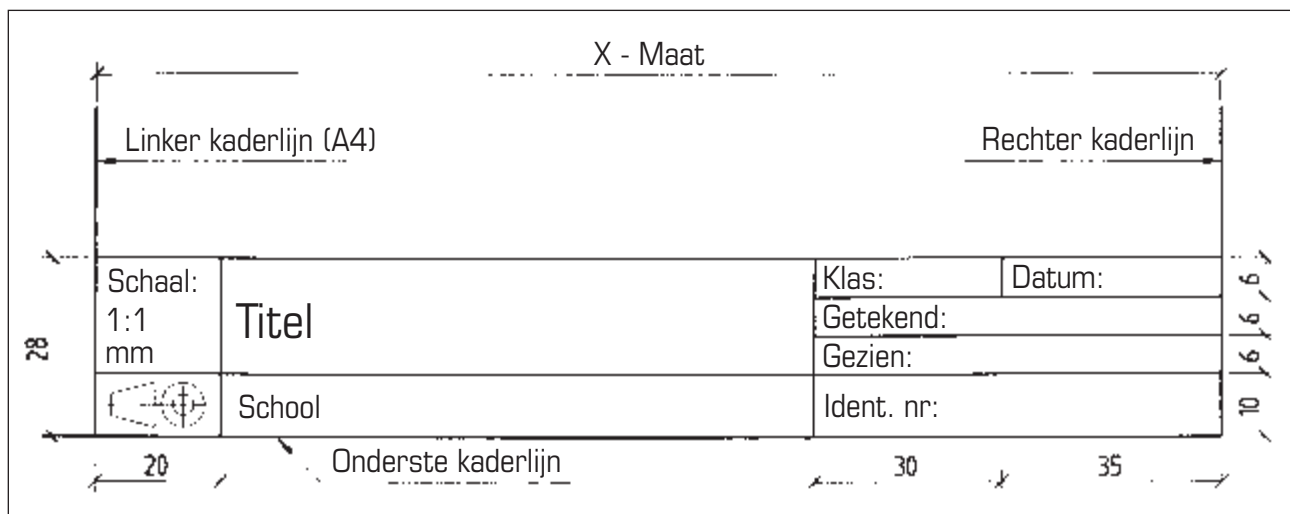 X - Maat
Linker kaderlijn (A4)
Rechter kaderlijn
Schaal:
1:1
mm
Titel
Klas:
Datum:
Getekend:
Gezien:
School
Ident. nr:
28
6
6
6
10
Onderste kaderlijn
20
30
35